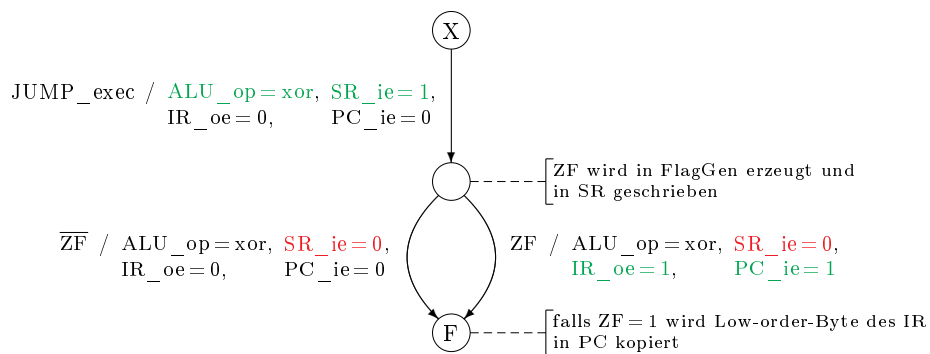 X
JUMP_exec / ALU_op = xor, SR_ie = 1,
IR_oe = 0, PC_ie = 0
ZF wird in FlagGen erzeugt und
in SR geschrieben
Z̅F̅ / ALU_op = xor, SR_ie = 0,
IR_oe = 0, PC_ie = 0
ZF / ALU_op = xor, SR_ie = 0,
IR_oe = 1, PC_ie = 1
F
falls ZF = 1 wird Low-order-Byte des IR
in PC kopiert